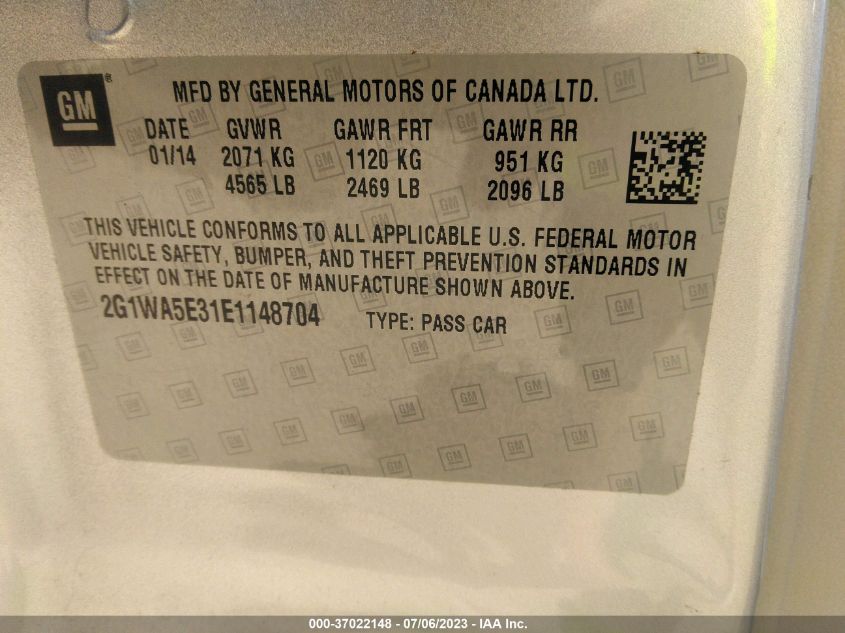 GM
MFD BY GENERAL MOTORS OF CANADA LTD.
DATE GVWR GAWR FRT GAWR RR
01/14 2071 KG 1120 KG 951 KG
4565 LB 2469 LB 2096 LB
THIS VEHICLE CONFORMS TO ALL APPLICABLE U.S. FEDERAL MOTOR
VEHICLE SAFETY, BUMPER, AND THEFT PREVENTION STANDARDS IN
EFFECT ON THE DATE OF MANUFACTURE SHOWN ABOVE.
2G1WA5E31E1148704 TYPE: PASS CAR
000-37022148 - 07/06/2023 - IAA Inc.